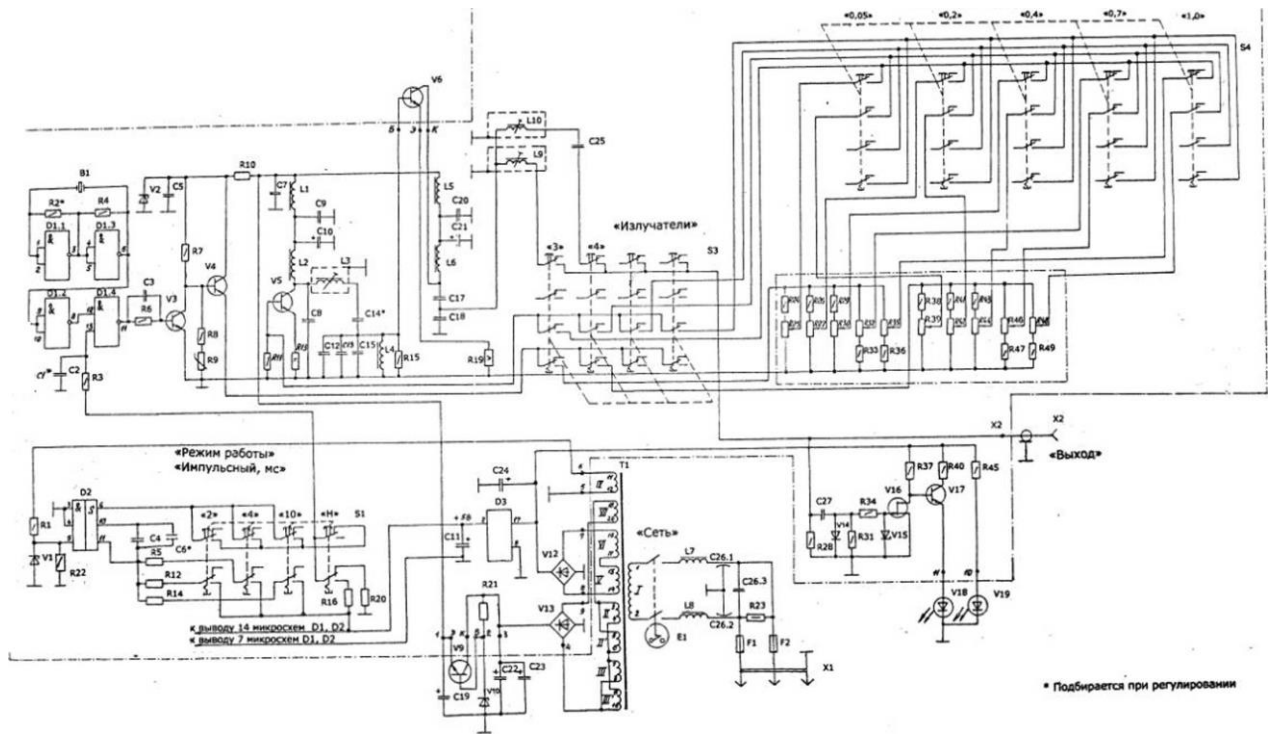 «0,05» «0,2» «0,4» «0,7» «1,0»
S4
V6
Б Э К
L10
L9
C25
B1
R2* R4
D1.1 D1.3
V2 C5
R10
C7 L1
C9
C10
L2 L3
L5
C20
C21
L6
«Излучатели»
«3» «4» S3
R7
V4
V5
C17
C18
D1.2 D1.4
C3
R6
V3
C8
C14*
R8
R9
C12 C13 C15 L4
R15
R19
C2
R3
R38
R39
R33 R36
R46
R47 R49
X2 X2
«Выход»
«Режим работы»
«Импульсный, мс»
C24
T1
R37 R40 R45
V16 V17
D2
«2» «4» «10» «Н» S1
D3
C27 R34
V14 V15
R28 R31
R1
V1
R22
C4 C6*
R5
R12
R14
R16 R20
C11
V12
V13
«Сеть»
L7 C26.1
C26.3
L8 R23
C26.2
E1
F1 F2
X1
V18 V19
R21
к выводу 14 микросхем D1, D2
к выводу 7 микросхем D1, D2
V9
V10
C19
C22 C23
* Подбирается при регулировании